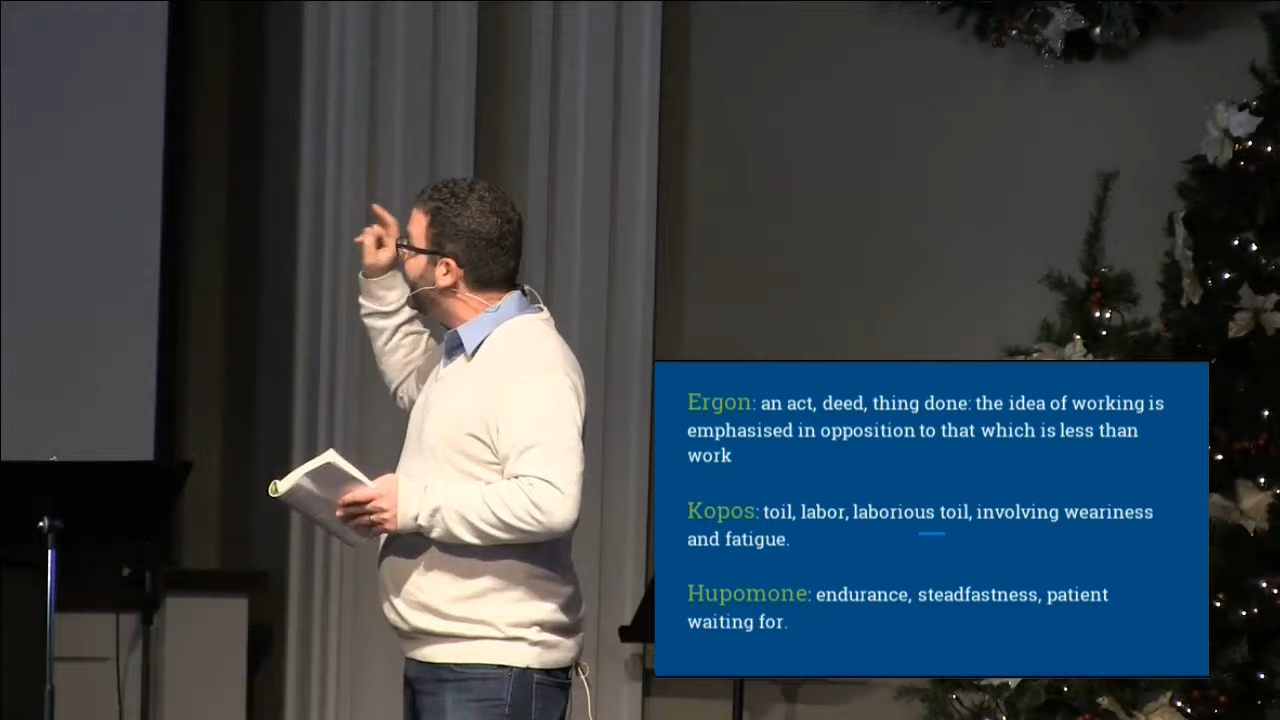 Ergon: an act, deed, thing done: the idea of working is
emphasised in opposition to that which is less than
work
Kopos: toil, labor, laborious toil, involving weariness
and fatigue.
Hupomone: endurance, steadfastness, patient
waiting for.